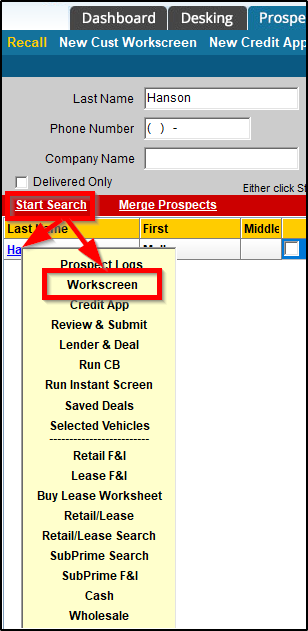 Dashboard Desking Prospe
Recall New Cust Workscreen New Credit App
Last Name Hanson
Phone Number ( ) -
Company Name
Delivered Only Either click St
Start Search Merge Prospects
Last Name First Middle
Ha
Prospect Logs
Workscreen
Credit App
Review & Submit
Lender & Deal
Run CB
Run Instant Screen
Saved Deals
Selected Vehicles
-------------------------
Retail F&I
Lease F&I
Buy Lease Worksheet
Retail/Lease
Retail/Lease Search
SubPrime Search
SubPrime F&I
Cash
Wholesale